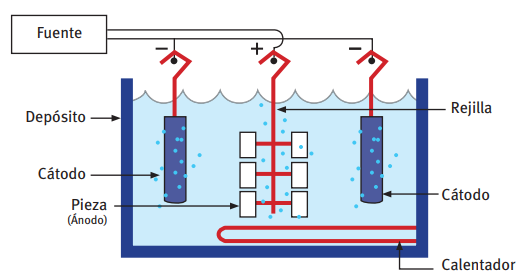 Fuente
− + −
Depósito
Rejilla
Cátodo
Cátodo
Pieza
(Ánodo)
Calentador